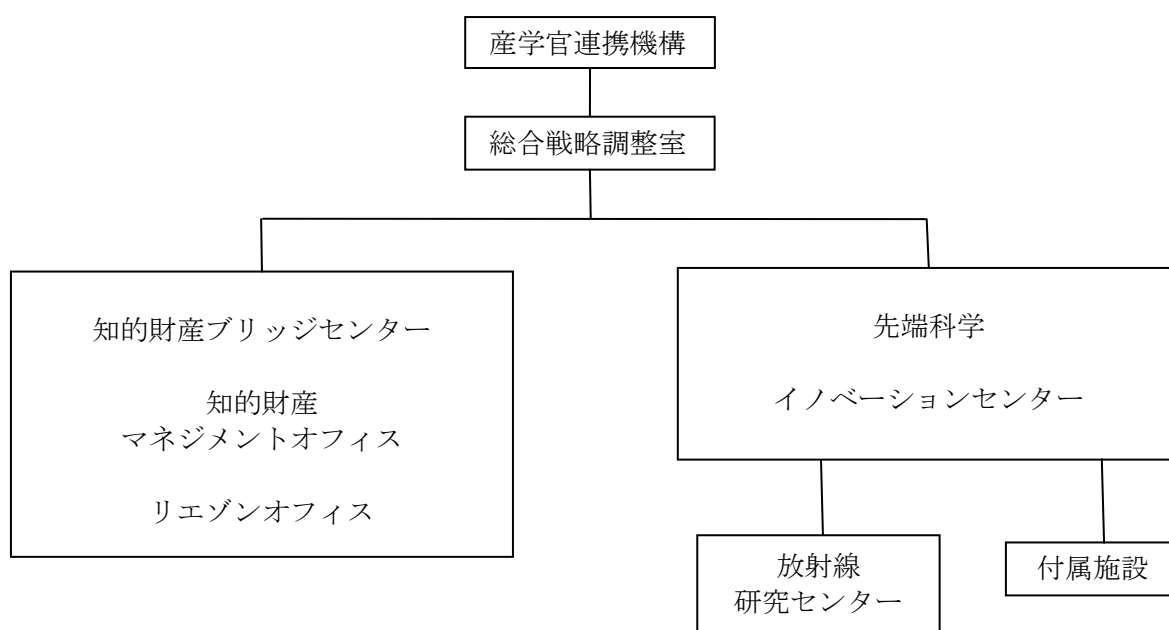 産学官連携機構
総合戦略調整室
知的財産ブリッジセンター
知的財産
マネジメントオフィス
リエゾンオフィス
先端科学
イノベーションセンター
放射線
研究センター
付属施設